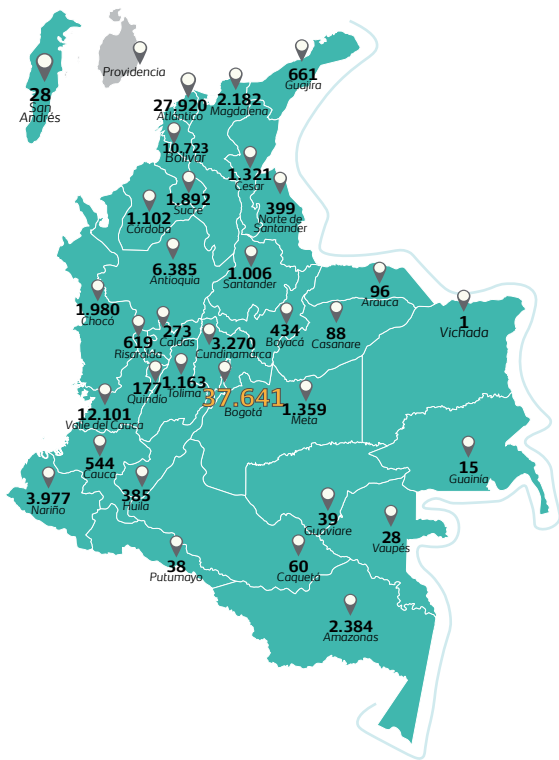 Providencia
28
San
Andrés
661
Guajira
27.920
Atlántico
2.182
Magdalena
10.723
Bolívar
1.321
Cesar
1.892
Sucre
399
Norte de
Santander
1.102
Córdoba
6.385
Antioquia
1.006
Santander
96
Arauca
1
Vichada
1.980
Chocó
273
Caldas
619
Risaralda
3.270
Cundinamarca
434
Boyacá
88
Casanare
177
Quindío
1.163
Tolima
37.641
Bogotá
1.359
Meta
12.101
Valle del Cauca
544
Cauca
15
Guainía
3.977
Nariño
385
Huila
39
Guaviare
28
Vaupés
38
Putumayo
60
Caquetá
2.384
Amazonas